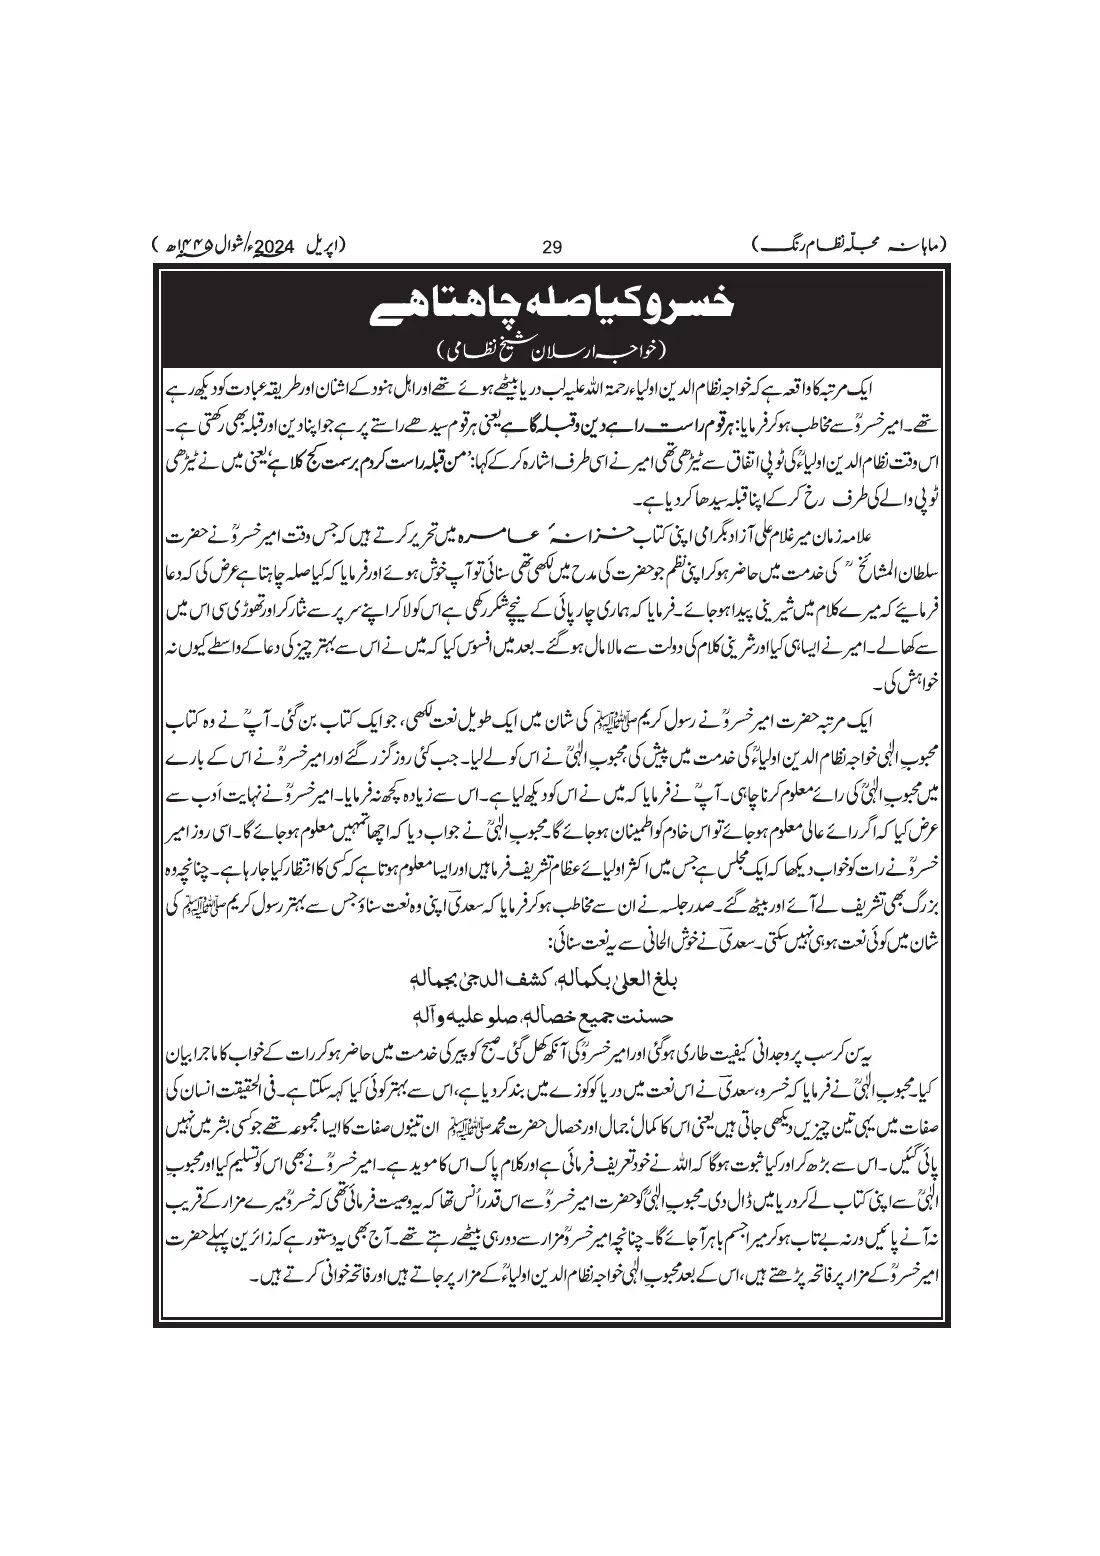 (ماہانہ مجلّہ نظام رنگ)
29
(اپریل 2024ء/شوال ۱۴۴۵ھ)
خسرو کیا صلہ چاہتا ہے
(خواجہ ارسلان شیخ نظامی)
ایک مرتبہ کا واقعہ ہے کہ خواجہ نظام الدین اولیاء رحمۃ اللہ علیہ لب دریا بیٹھے ہوئے تھے اور اہل ہنود کے اشنان اور طریقۂ عبادت کو دیکھ رہے
تھے۔ امیر خسروؒ سے مخاطب ہو کر فرمایا: ہر قوم راست راہے دین و قبلہ گاہے یعنی ہر قوم سیدھے راستے پر ہے جو اپنا دین اور قبلہ بھی رکھتی ہے۔
اس وقت نظام الدین اولیاءؒ کی ٹوپی اتفاق سے ٹیڑھی تھی امیر نے اسی طرف اشارہ کر کے کہا: ’من قبلہ راست کردم برسمت کج کلاہے‘ یعنی میں نے ٹیڑھی
ٹوپی والے کی طرف رخ کر کے اپنا قبلہ سیدھا کر دیا ہے۔
علامہ زمان میر غلام علی آزاد بگرامی اپنی کتاب خزانہٴ عامرہ میں تحریر کرتے ہیں کہ جس وقت امیر خسروؒ نے حضرت
سلطان المشائخ ؒ کی خدمت میں حاضر ہو کر اپنی نظم جو حضرت کی مدح میں لکھی تھی سنائی تو آپ خوش ہوئے اور فرمایا کہ کیا صلہ چاہتا ہے عرض کی کہ دعا
فرمائیے کہ میرے کلام میں شیرینی پیدا ہو جائے۔ فرمایا کہ ہماری چار پائی کے نیچے شکر رکھی ہے اس کو لا کر اپنے سر پر سے نثار کر اور تھوڑی سی اس میں
سے کھا لے۔ امیر نے ایسا ہی کیا اور شرینی کلام کی دولت سے مالا مال ہو گئے۔ بعد میں افسوس کیا کہ میں نے اس سے بہتر چیز کی دعا کے واسطے کیوں نہ
خواہش کی۔
ایک مرتبہ حضرت امیر خسروؒ نے رسول کریم ﷺ کی شان میں ایک طویل نعت لکھی، جو ایک کتاب بن گئی۔ آپؒ نے وہ کتاب
محبوبِ الٰہی خواجہ نظام الدین اولیاءؒ کی خدمت میں پیش کی محبوبِ الٰہیؒ نے اس کو لے لیا۔ جب کئی روز گزر گئے اور امیر خسروؒ نے اس کے بارے
میں محبوبِ الٰہیؒ کی رائے معلوم کرنا چاہی۔ آپؒ نے فرمایا کہ میں نے اس کو دیکھ لیا ہے۔ اس سے زیادہ کچھ نہ فرمایا۔ امیر خسروؒ نے نہایت اَدب سے
عرض کیا کہ اگر رائے عالی معلوم ہو جائے تو اس خادم کو اطمینان ہو جائے گا۔ محبوبِ الٰہیؒ نے جواب دیا کہ اچھا تمہیں معلوم ہو جائے گا۔ اسی روز امیر
خسروؒ نے رات کو خواب دیکھا کہ ایک مجلس ہے جس میں اکثر اولیائے عظام تشریف فرما ہیں اور ایسا معلوم ہوتا ہے کہ کسی کا انتظار کیا جا رہا ہے۔ چنانچہ وہ
بزرگ بھی تشریف لے آئے اور بیٹھ گئے۔ صدر جلسہ نے ان سے مخاطب ہو کر فرمایا کہ سعدیؔ اپنی وہ نعت سناؤ جس سے بہتر رسول کریم ﷺ کی
شان میں کوئی نعت ہو ہی نہیں سکتی۔ سعدیؔ نے خوش الحانی سے یہ نعت سنائی:
بلغ العلیٰ بکمالہٖ، کشف الدجیٰ بجمالہٖ
حسنت جمیع خصالہٖ، صلو علیہ وآلہٖ
یہ سن کر سب پر وجدانی کیفیت طاری ہو گئی اور امیر خسروؒ کی آنکھ کھل گئی۔ صبح کو پیر کی خدمت میں حاضر ہو کر رات کے خواب کا ماجرا بیان
کیا۔ محبوبِ الٰہیؒ نے فرمایا کہ خسرو، سعدیؔ نے اس نعت میں دریا کو کوزے میں بند کر دیا ہے، اس سے بہتر کوئی کیا کہہ سکتا ہے۔ فی الحقیقت انسان کی
صفات میں یہی تین چیزیں دیکھی جاتی ہیں یعنی اس کا کمال، جمال اور خصال حضرت محمد ﷺ ان تینوں صفات کا ایسا مجموعہ تھے جو کسی بشر میں نہیں
پائی گئیں۔ اس سے بڑھ کر اور کیا ثبوت ہوگا کہ اللہ نے خود تعریف فرمائی ہے اور کلام پاک اس کا موید ہے۔ امیر خسروؒ نے بھی اس کو تسلیم کیا اور محبوبِ
الٰہیؒ سے اپنی کتاب لے کر دریا میں ڈال دی۔ محبوبِ الٰہیؒ کو حضرت امیر خسروؒ سے اس قدر اُنس تھا کہ یہ وصیت فرمائی تھی کہ خسروؒ میرے مزار کے قریب
نہ آنے پائیں ورنہ بے تاب ہو کر میرا جسم باہر آ جائے گا۔ چنانچہ امیر خسروؒ مزار سے دور ہی بیٹھے رہتے تھے۔ آج بھی یہ دستور ہے کہ زائرین پہلے حضرت
امیر خسروؒ کے مزار پر فاتحہ پڑھتے ہیں، اس کے بعد محبوبِ الٰہی خواجہ نظام الدین اولیاءؒ کے مزار پر جاتے ہیں اور فاتحہ خوانی کرتے ہیں۔